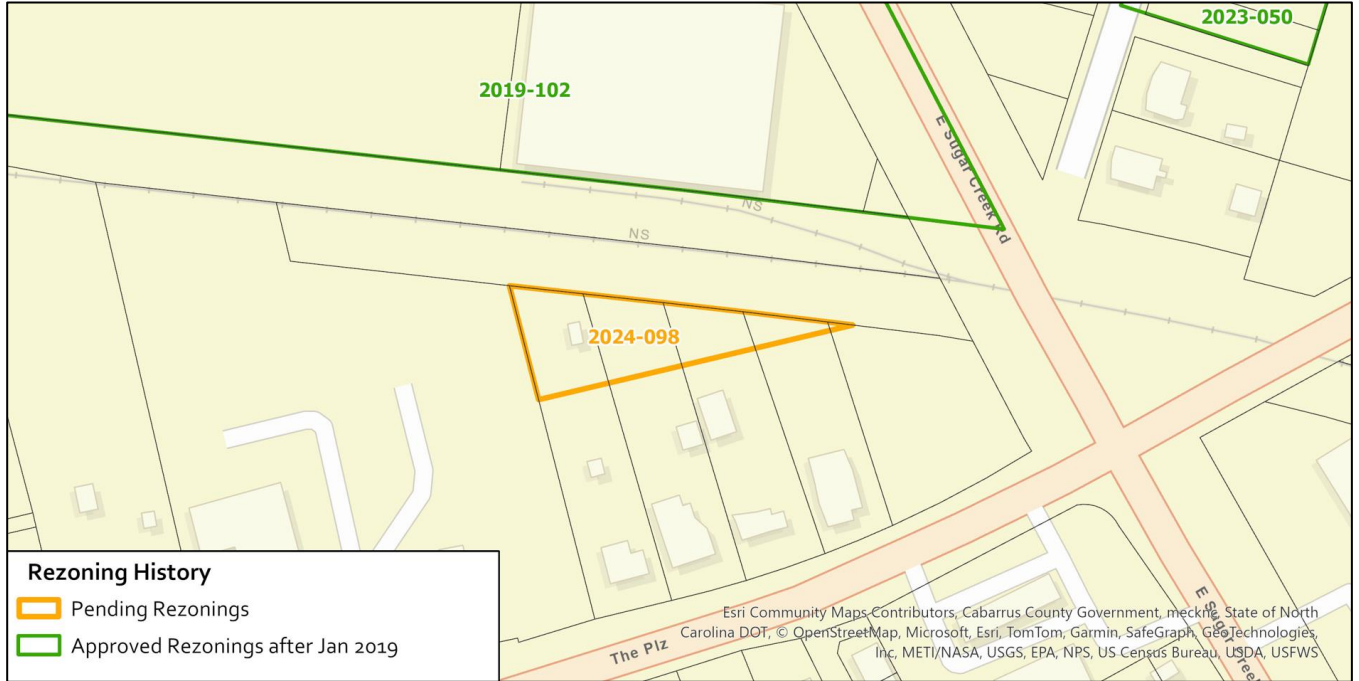 2023-050
2019-102
E Sugar Creek Rd
NS
NS
2024-098
Rezoning History
Pending Rezonings
Approved Rezonings after Jan 2019
The Plz
E Sugar Creek
Esri Community Maps Contributors, Cabarrus County Government, mecknc, State of North
Carolina DOT, © OpenStreetMap, Microsoft, Esri, TomTom, Garmin, SafeGraph, GeoTechnologies,
Inc, METI/NASA, USGS, EPA, NPS, US Census Bureau, USDA, USFWS